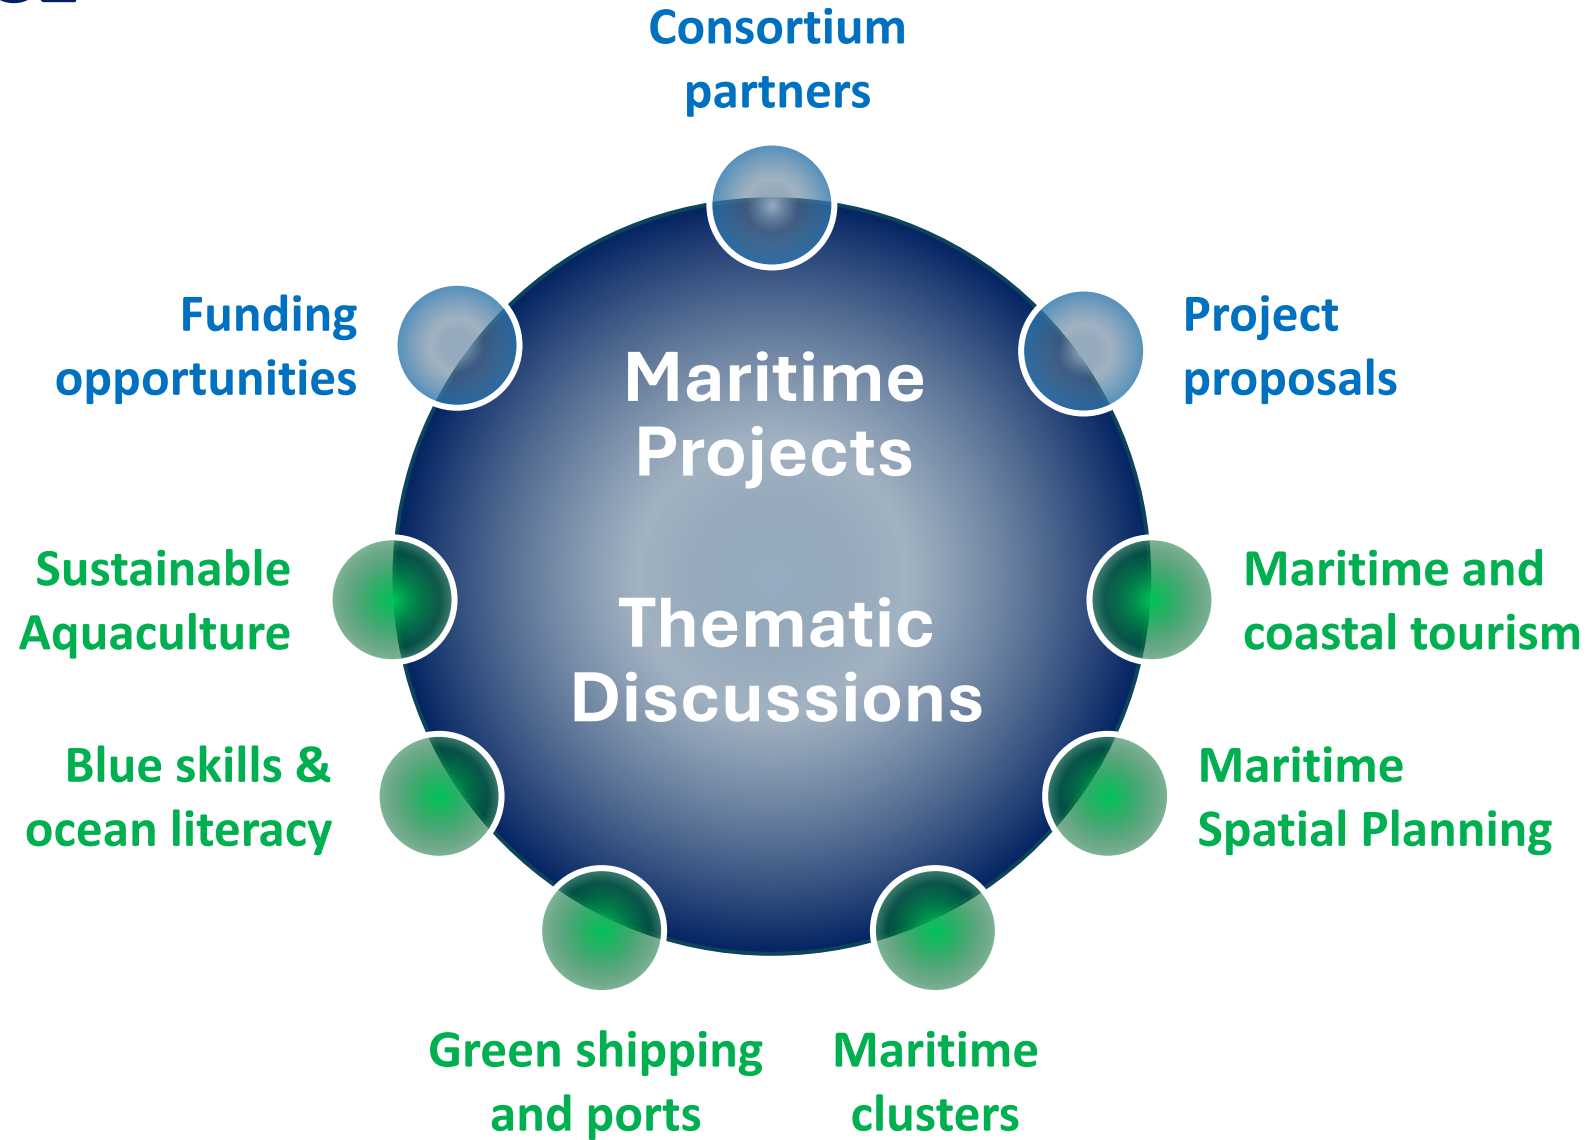 Consortium
partners
Funding
opportunities
Project
proposals
Maritime
Projects
Sustainable
Aquaculture
Maritime and
coastal tourism
Thematic
Discussions
Blue skills &
ocean literacy
Maritime
Spatial Planning
Green shipping
and ports
Maritime
clusters